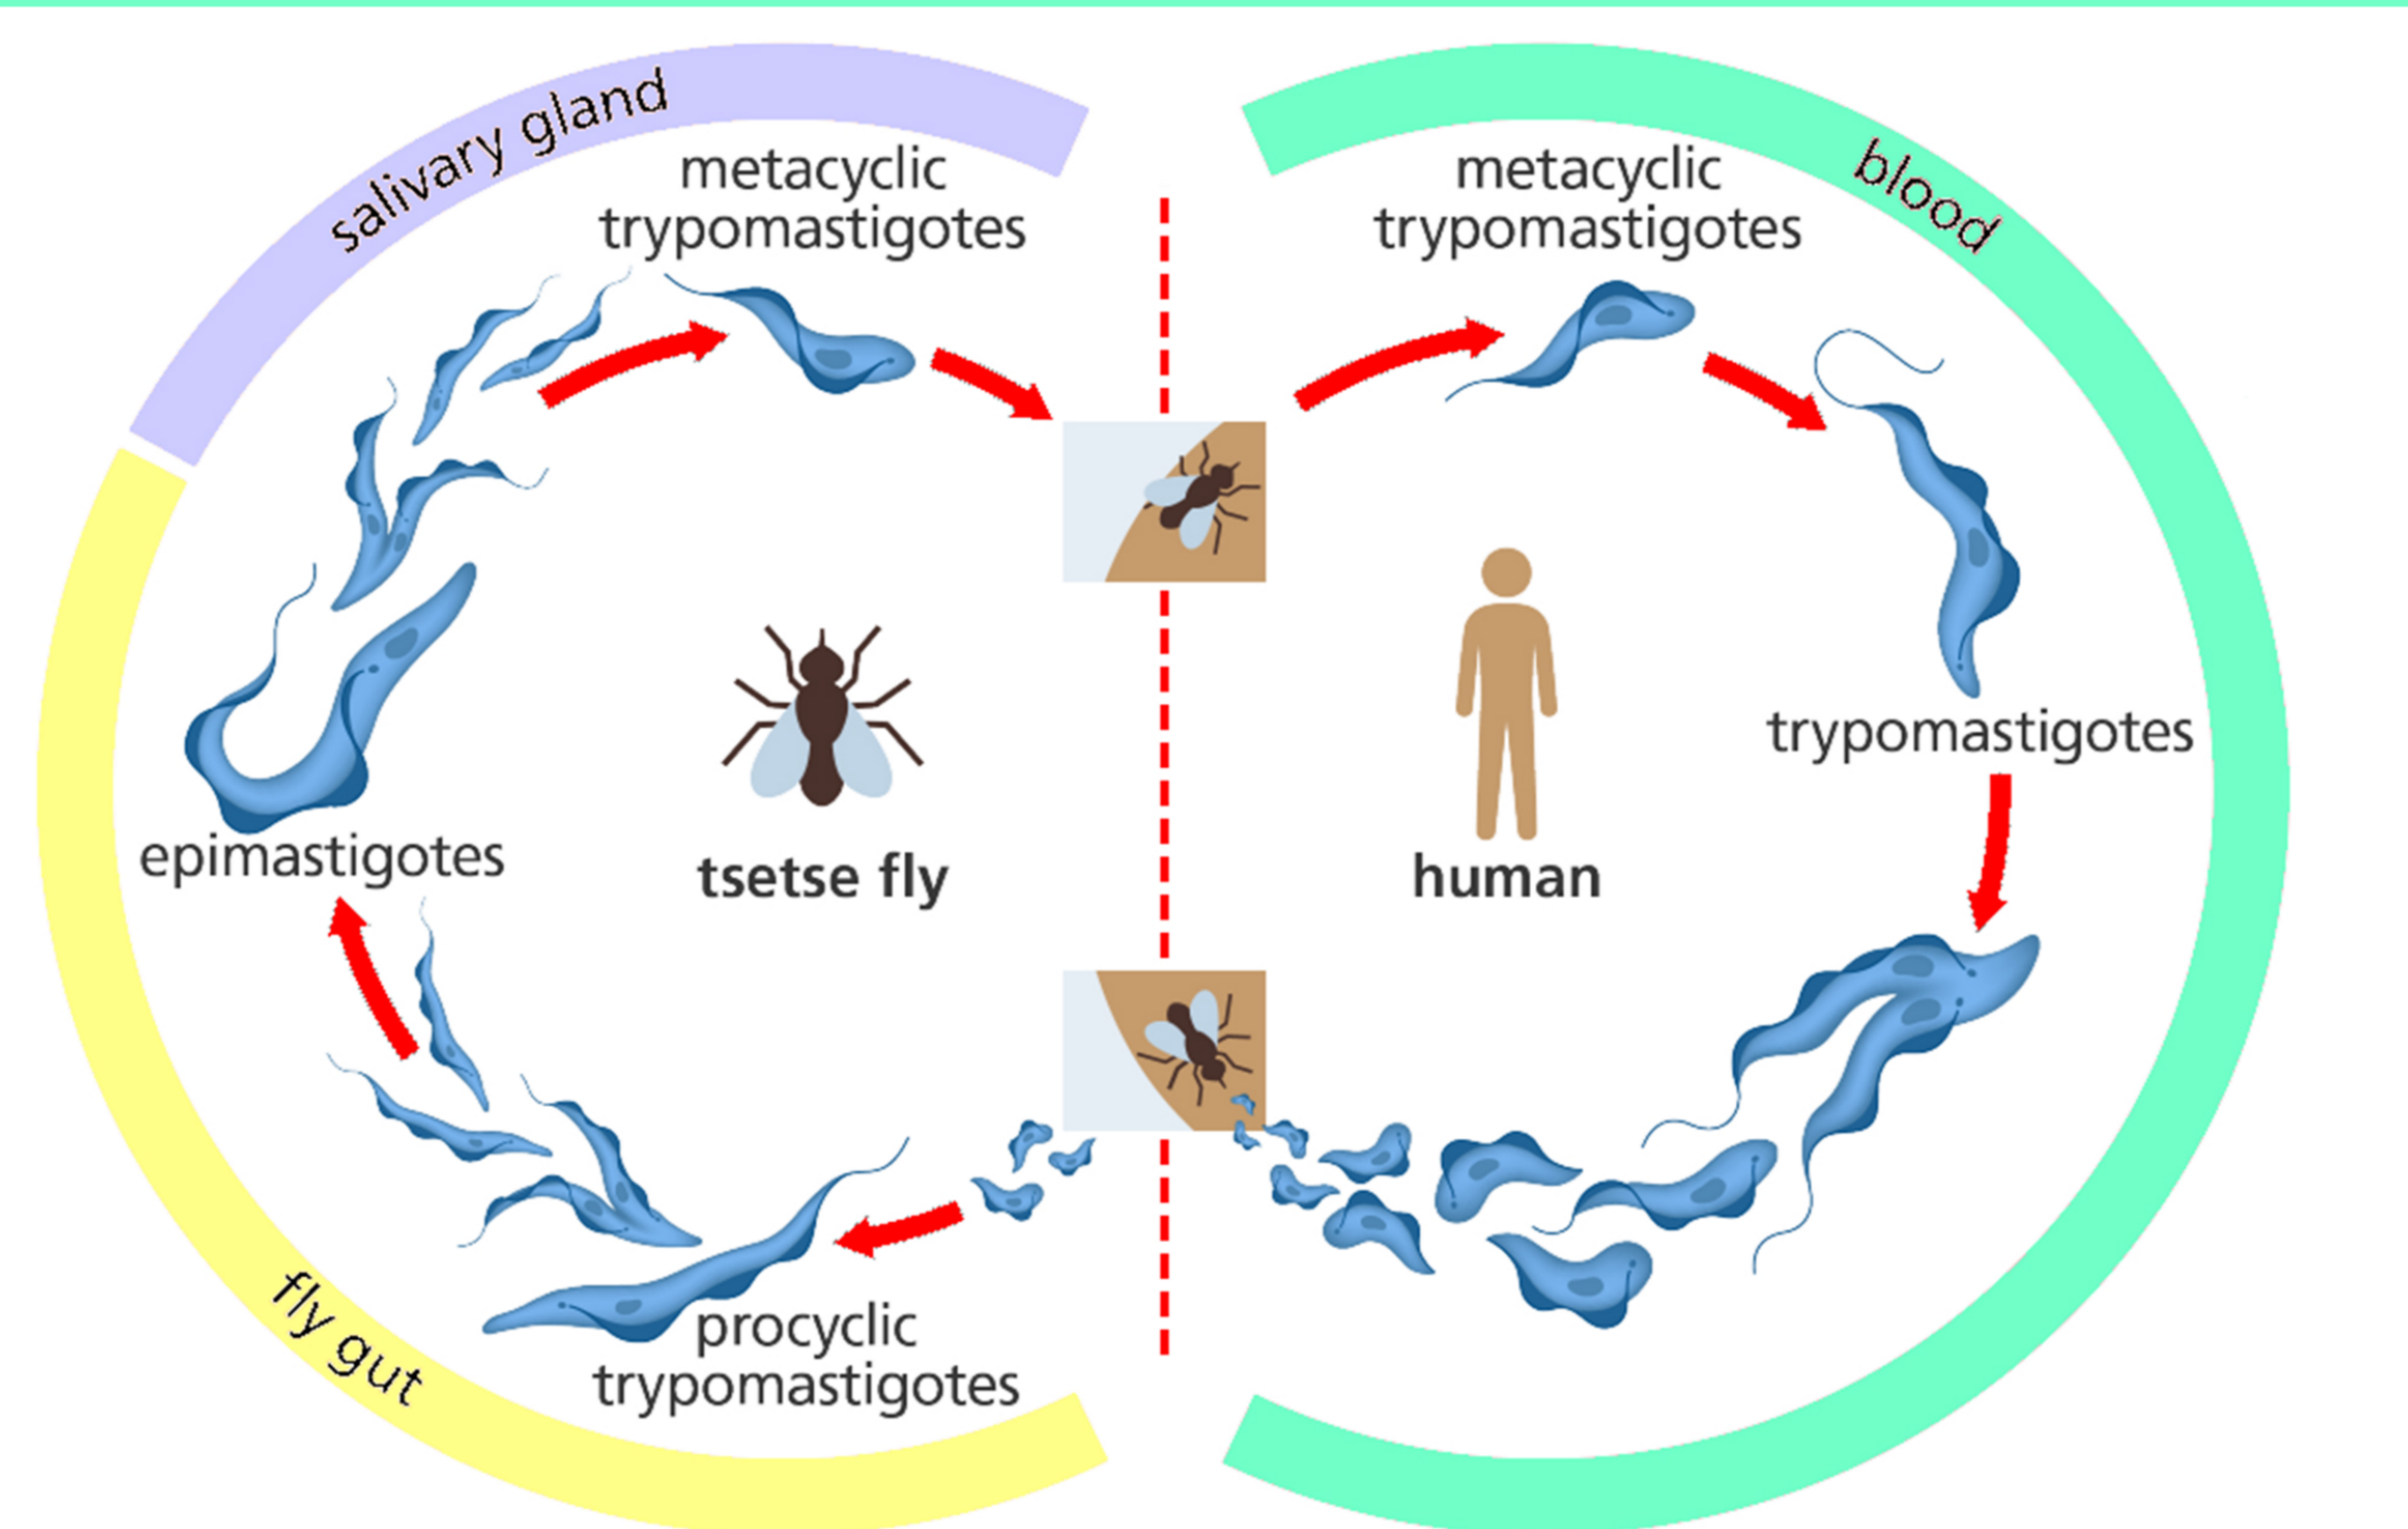 salivary gland
metacyclic
trypomastigotes
metacyclic
trypomastigotes
blood
trypomastigotes
epimastigotes
tsetse fly
human
procyclic
trypomastigotes
fly gut